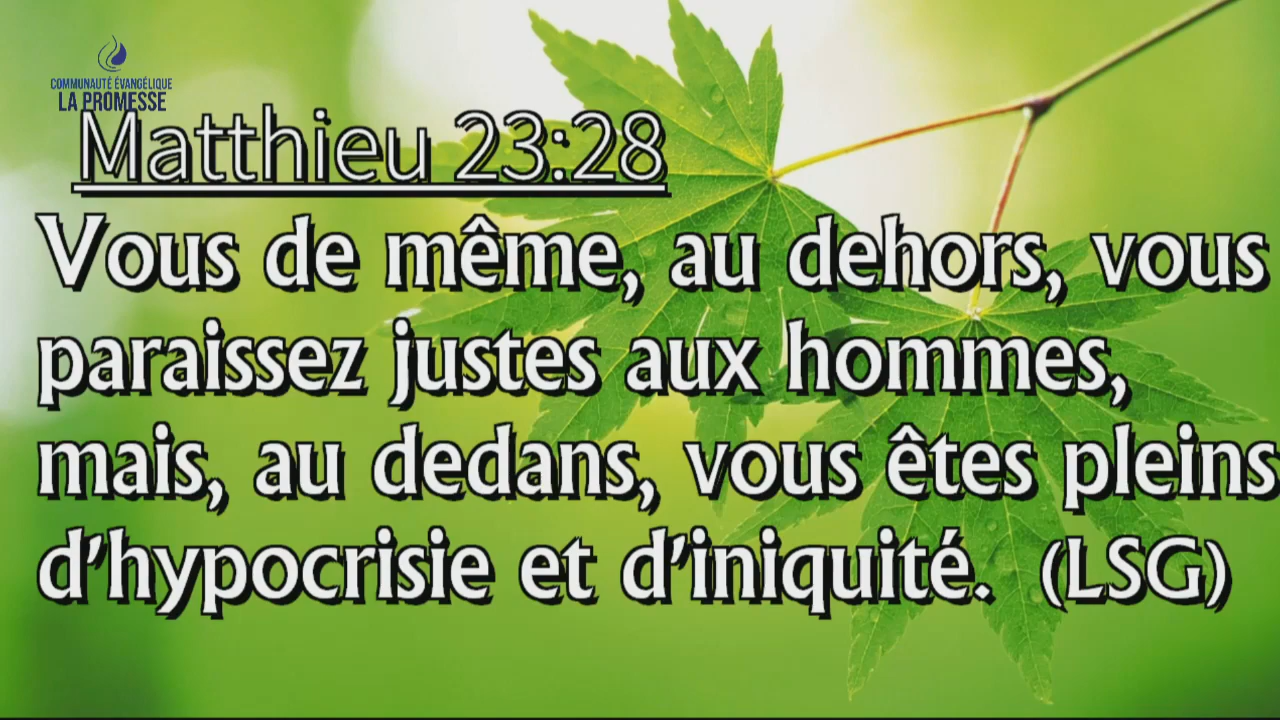 COMMUNAUTÉ ÉVANGÉLIQUE
LA PROMESSE
Matthieu 23:28
Vous de même, au dehors, vous
paraissez justes aux hommes,
mais, au dedans, vous êtes pleins
d’hypocrisie et d’iniquité. (LSG)